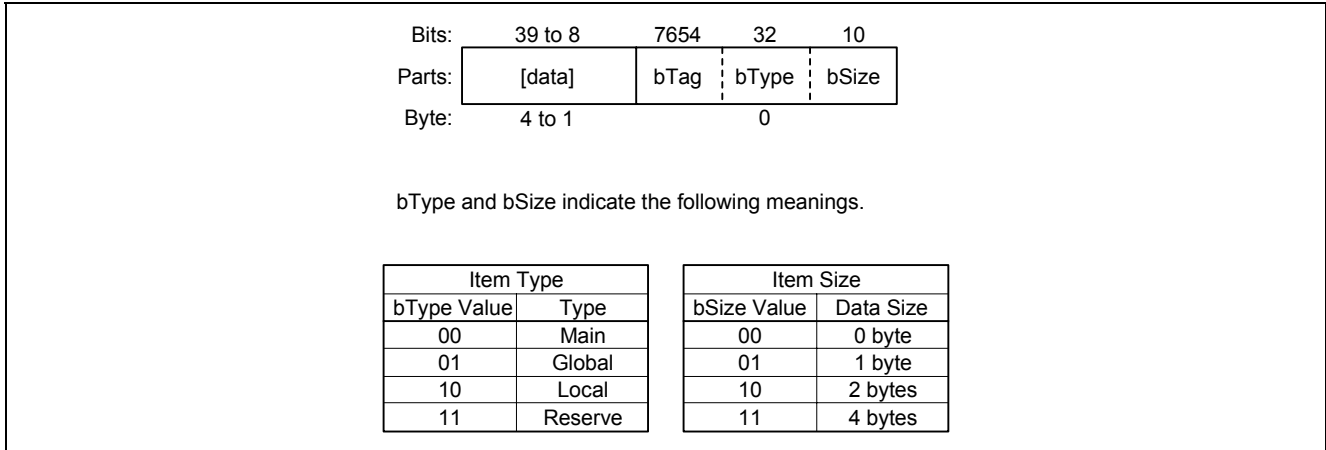 Bits: 39 to 8 7654 32 10
Parts: [data] bTag bType bSize
Byte: 4 to 1 0
bType and bSize indicate the following meanings.
Item Type
bType Value Type
00 Main
01 Global
10 Local
11 Reserve
Item Size
bSize Value Data Size
00 0 byte
01 1 byte
10 2 bytes
11 4 bytes